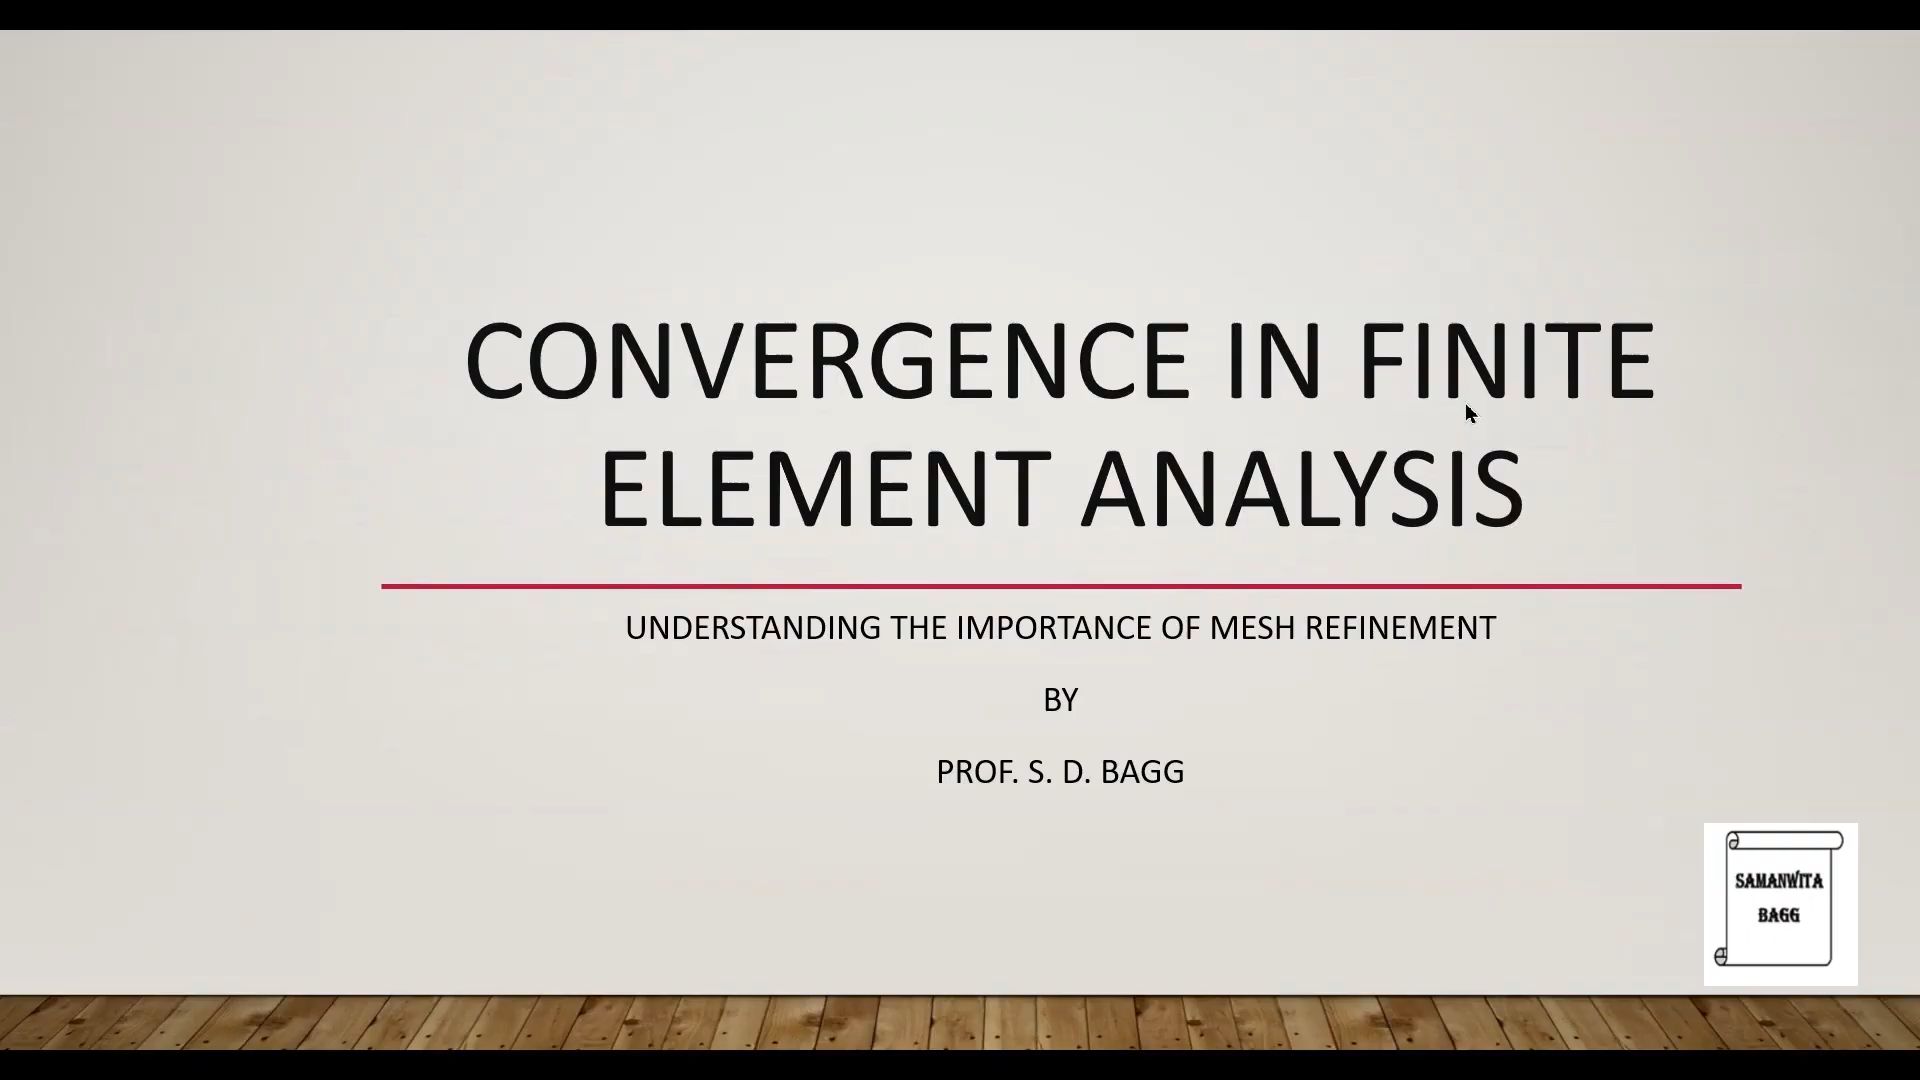 CONVERGENCE IN FINITE
ELEMENT ANALYSIS
UNDERSTANDING THE IMPORTANCE OF MESH REFINEMENT
BY
PROF. S. D. BAGG
SAMANWITA
BAGG